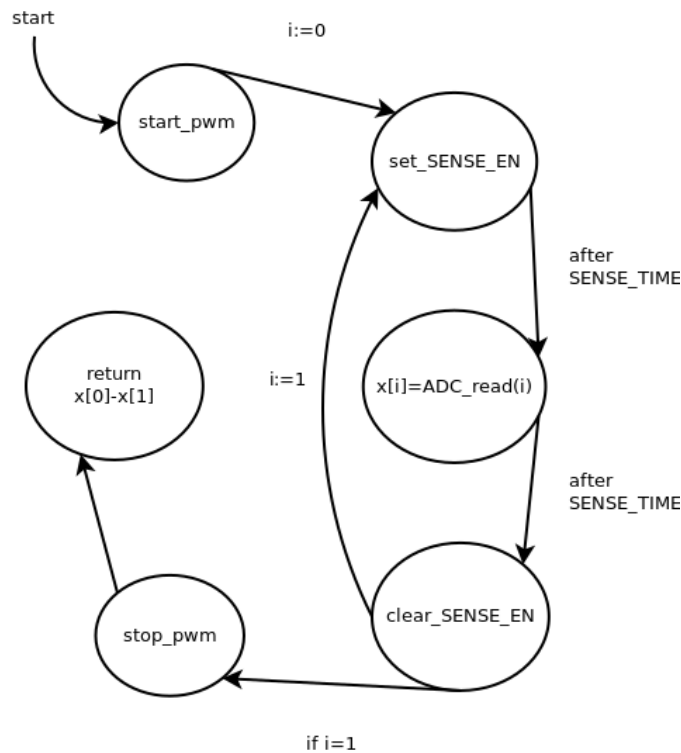 start
i:=0
start_pwm
set_SENSE_EN
after
SENSE_TIME
return
x[0]-x[1]
i:=1
x[i]=ADC_read(i)
after
SENSE_TIME
clear_SENSE_EN
stop_pwm
if i=1